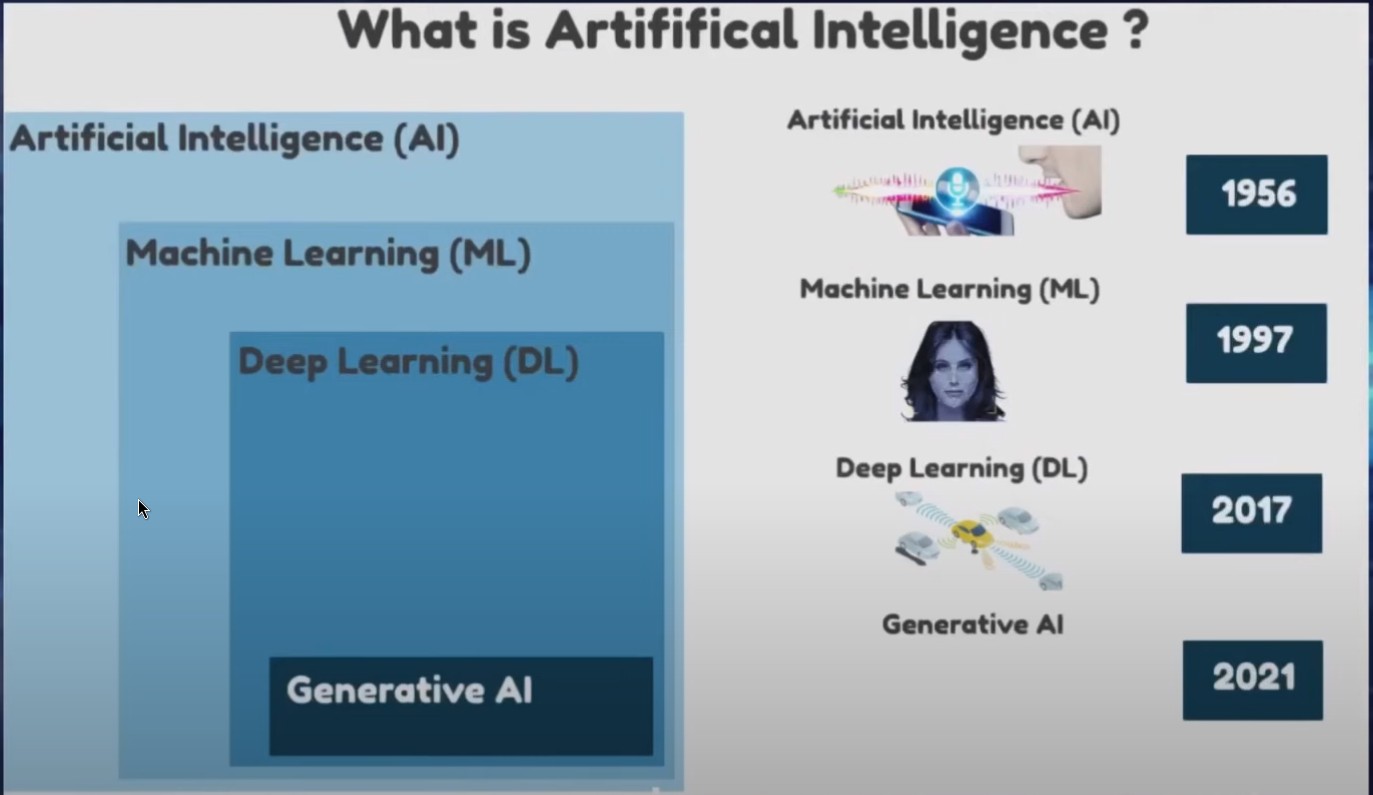 What is Artififical Intelligence ?
Artificial Intelligence (AI)
Machine Learning (ML)
Deep Learning (DL)
Generative AI
Artificial Intelligence (AI)
1956
Machine Learning (ML)
1997
Deep Learning (DL)
2017
Generative AI
2021